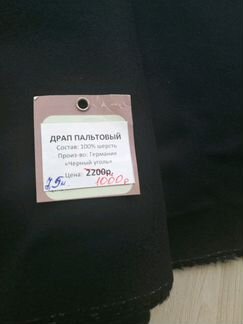 ДРАП ПАЛЬТОВЫЙ
Состав: 100% шерсть
Произ-во: Германия
«Черный уголь»
Цена: 2200р.
1000р